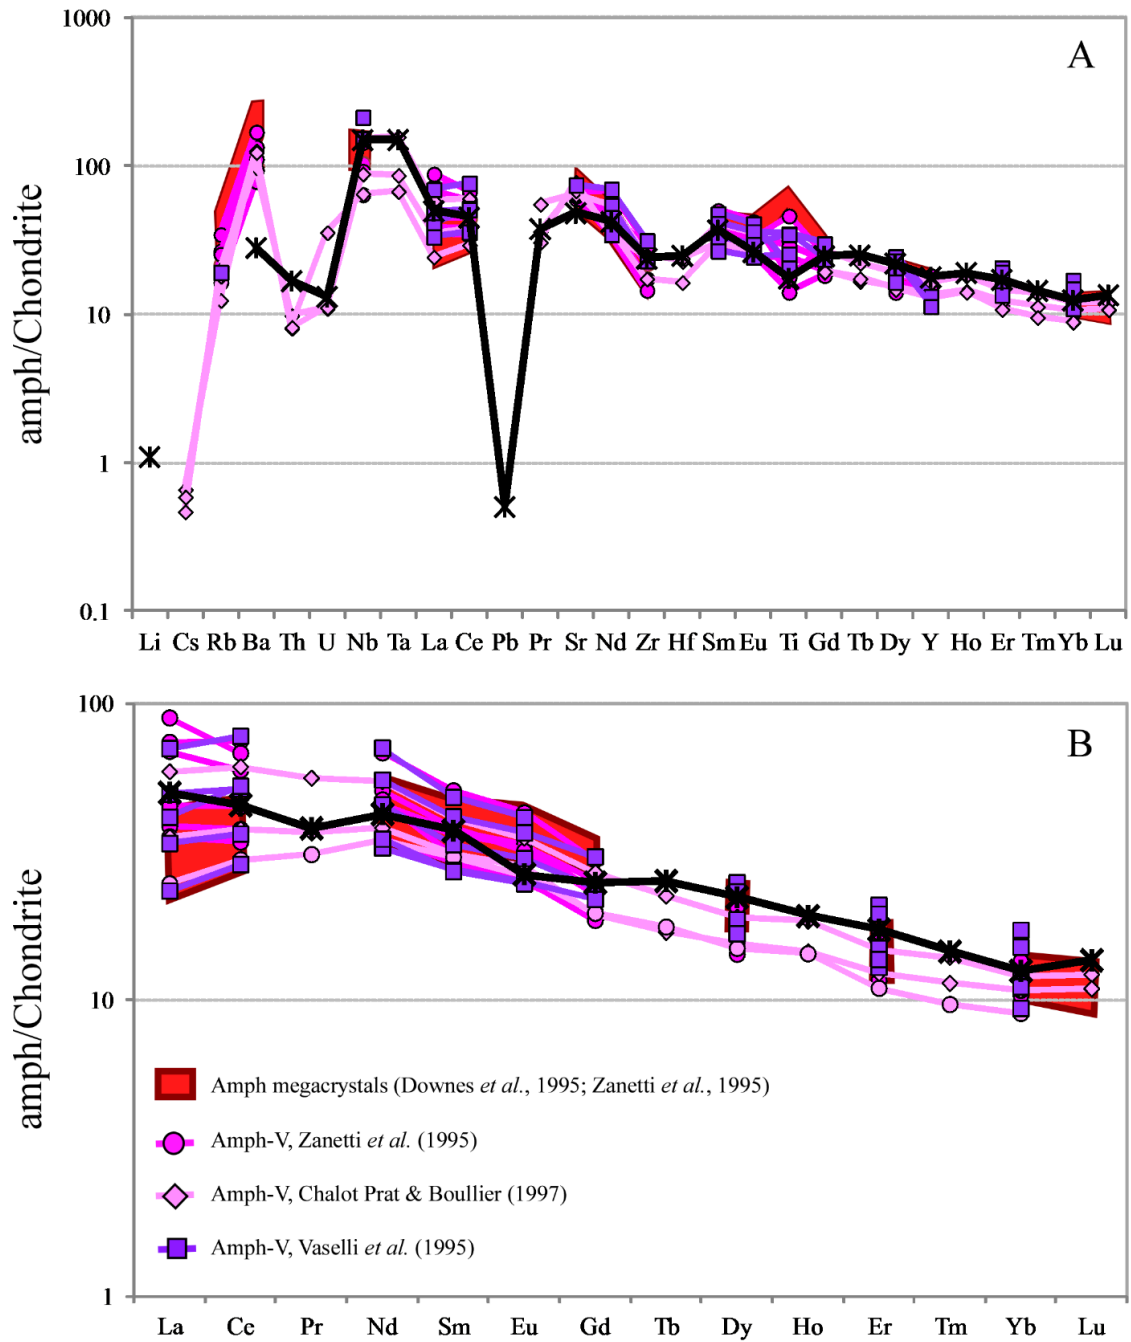 1000
A
100
10
1
0.1
amph/Chondrite
Li Cs Rb Ba Th U Nb Ta La Ce Pb Pr Sr Nd Zr Hf Sm Eu Ti Gd Tb Dy Y Ho Er Tm Yb Lu
100
B
10
1
amph/Chondrite
Amph megacrystals (Downes et al., 1995; Zanetti et al., 1995)
Amph-V, Zanetti et al. (1995)
Amph-V, Chalot Prat & Boullier (1997)
Amph-V, Vaselli et al. (1995)
La Ce Pr Nd Sm Eu Gd Tb Dy Ho Er Tm Yb Lu